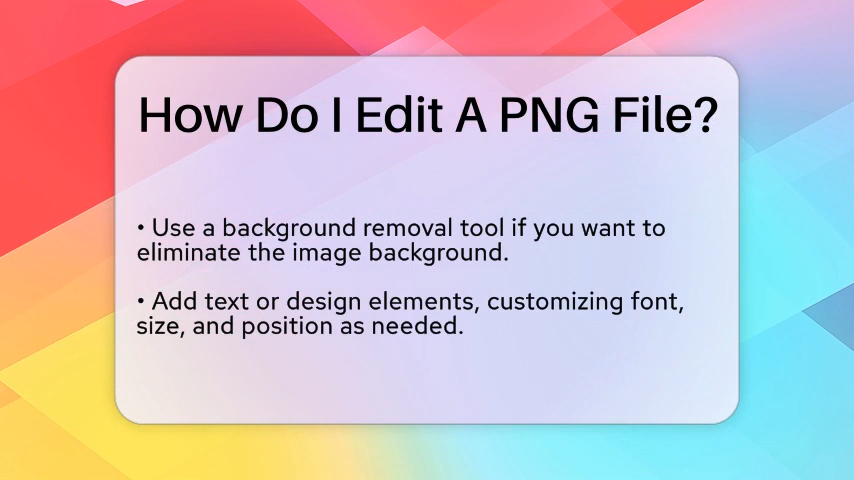 How Do I Edit A PNG File?
• Use a background removal tool if you want to
eliminate the image background.
• Add text or design elements, customizing font,
size, and position as needed.